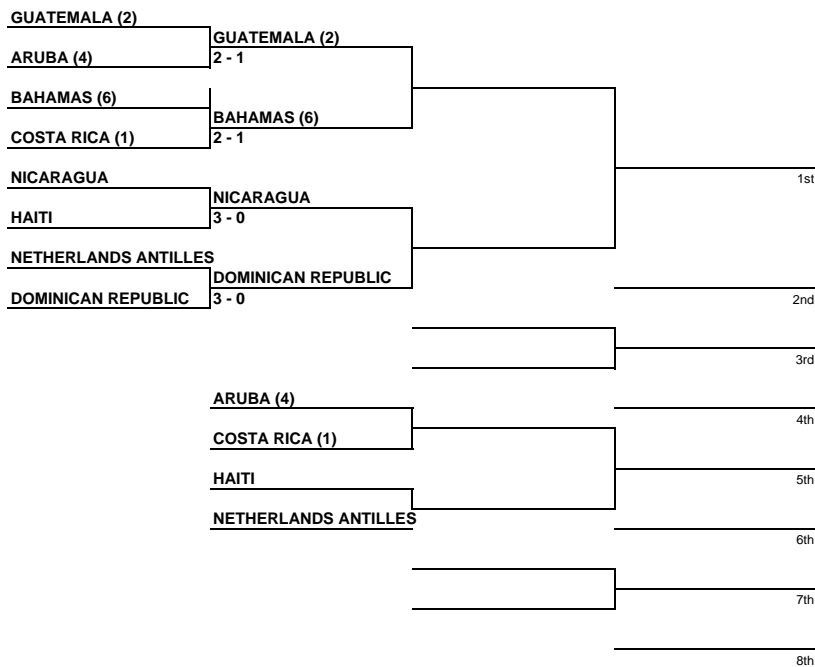 GUATEMALA (2)
GUATEMALA (2)
ARUBA (4)
2 - 1
BAHAMAS (6)
BAHAMAS (6)
COSTA RICA (1)
2 - 1
NICARAGUA
1st
NICARAGUA
HAITI
3 - 0
NETHERLANDS ANTILLES
DOMINICAN REPUBLIC
DOMINICAN REPUBLIC
3 - 0
2nd
3rd
ARUBA (4)
4th
COSTA RICA (1)
HAITI
5th
NETHERLANDS ANTILLES
6th
7th
8th